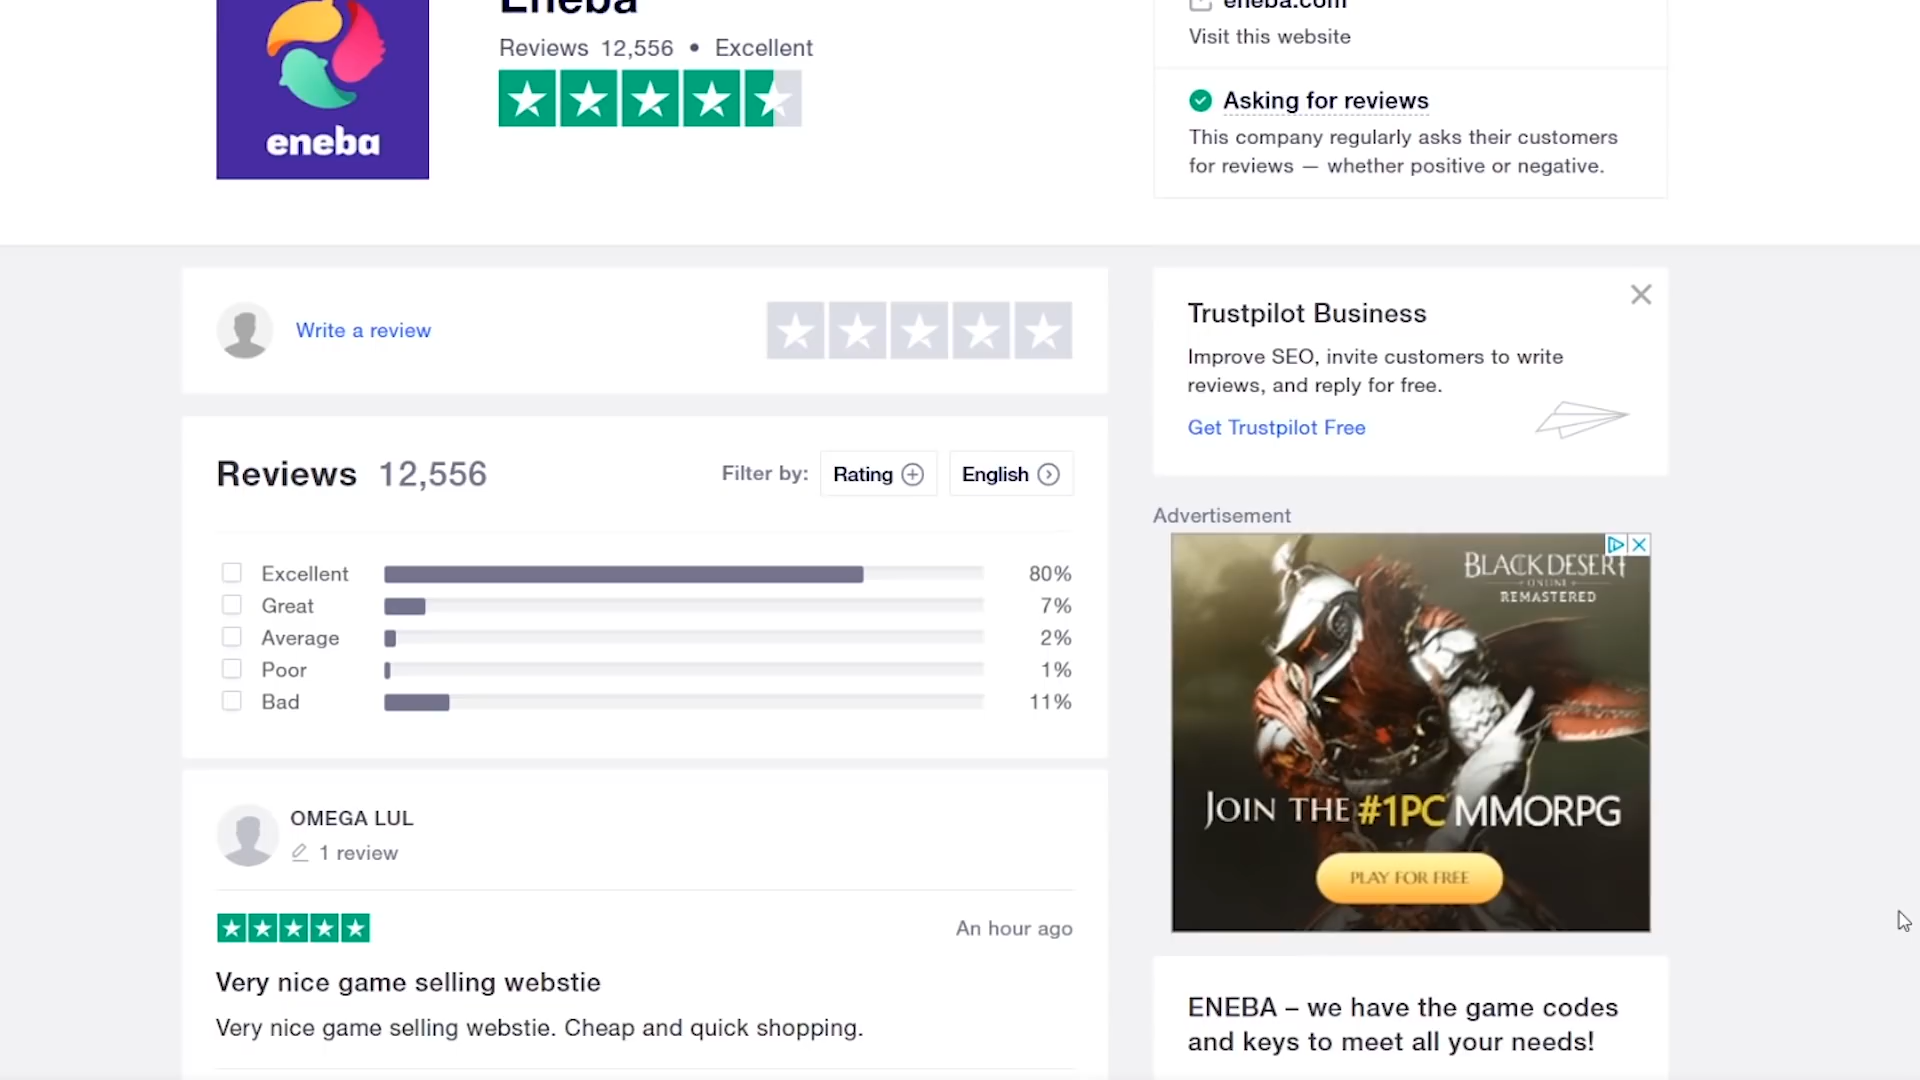 Eneba
Reviews 12,556 • Excellent
eneba
eneba.com
Visit this website
Asking for reviews
This company regularly asks their customers
for reviews — whether positive or negative.
Write a review
Trustpilot Business
Improve SEO, invite customers to write
reviews, and reply for free.
Get Trustpilot Free
Reviews 12,556
Filter by: Rating English
Excellent 80%
Great 7%
Average 2%
Poor 1%
Bad 11%
Advertisement
BLACK DESERT
ONLINE
REMASTERED
JOIN THE #1PC MMORPG
PLAY FOR FREE
OMEGA LUL
1 review
An hour ago
Very nice game selling webstie
Very nice game selling webstie. Cheap and quick shopping.
ENEBA – we have the game codes
and keys to meet all your needs!